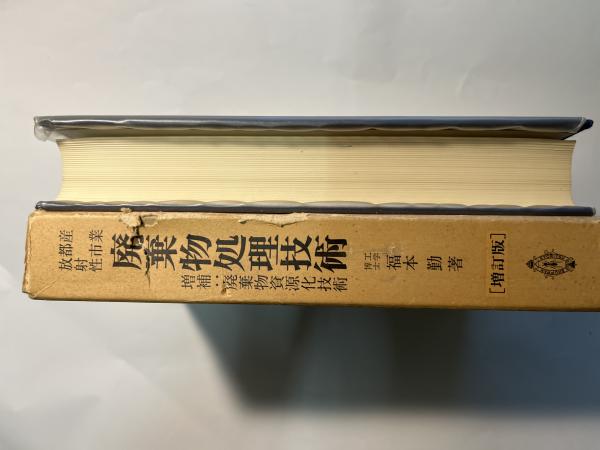 産業
都市
放射性
廃棄物処理技術
増補:廃棄物資源化技術
工学
博士
福本 勤 著
[増訂版]